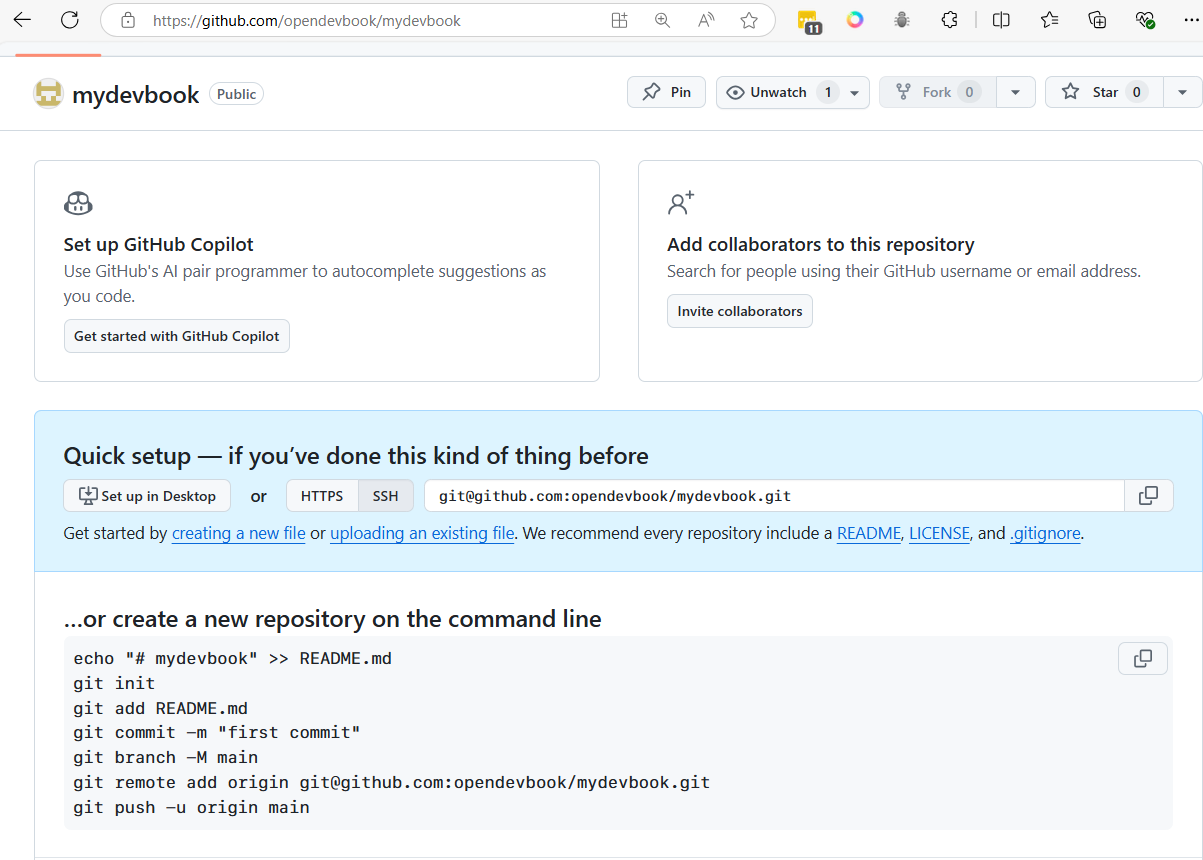 https://github.com/opendevbook/mydevbook
11
mydevbook Public
Pin
Unwatch 1
Fork 0
Star 0
Set up GitHub Copilot
Use GitHub's AI pair programmer to autocomplete suggestions as
you code.
Get started with GitHub Copilot
Add collaborators to this repository
Search for people using their GitHub username or email address.
Invite collaborators
Quick setup — if you’ve done this kind of thing before
Set up in Desktop or HTTPS SSH git@github.com:opendevbook/mydevbook.git
Get started by creating a new file or uploading an existing file. We recommend every repository include a README, LICENSE, and .gitignore.
…or create a new repository on the command line
echo "# mydevbook" >> README.md
git init
git add README.md
git commit -m "first commit"
git branch -M main
git remote add origin git@github.com:opendevbook/mydevbook.git
git push -u origin main